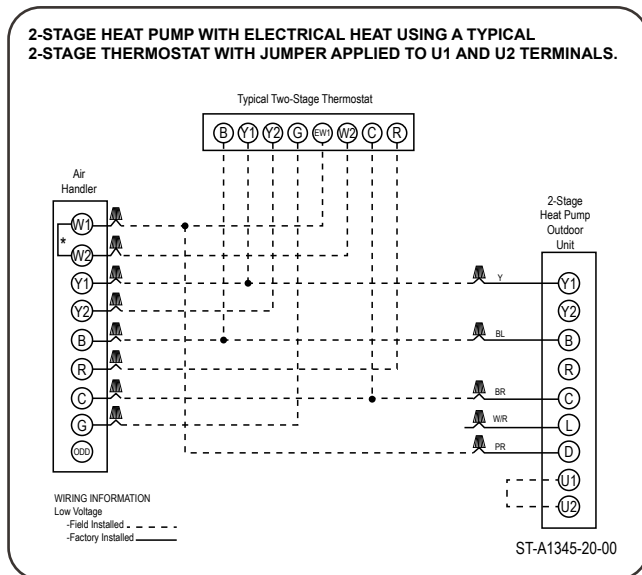 2-STAGE HEAT PUMP WITH ELECTRICAL HEAT USING A TYPICAL
2-STAGE THERMOSTAT WITH JUMPER APPLIED TO U1 AND U2 TERMINALS.
Typical Two-Stage Thermostat
B Y1 Y2 G EW1 W2 C R
Air
Handler
W1
*
W2
Y1
Y2
B
R
C
G
ODD
2-Stage
Heat Pump
Outdoor
Unit
Y Y1
Y2
BL B
R
BR C
W/R L
PR D
U1
U2
WIRING INFORMATION
Low Voltage
-Field Installed
-Factory Installed
ST-A1345-20-00